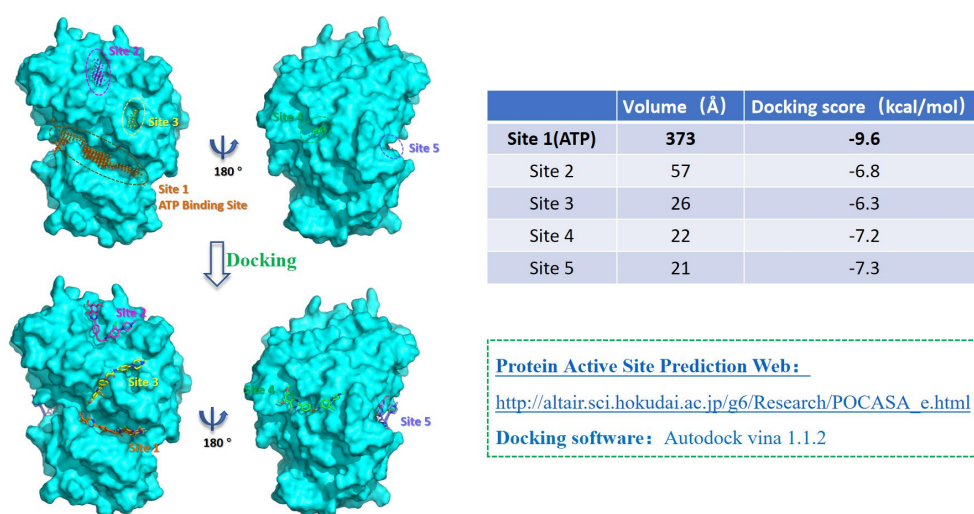 Site 2
Site 3
Site 1
ATP Binding Site
180 °
Site 4
Site 5
Docking
Site 2
Site 3
Site 1
180 °
Site 4
Site 5
Volume （Å） Docking score （kcal/mol）
Site 1(ATP) 373 -9.6
Site 2 57 -6.8
Site 3 26 -6.3
Site 4 22 -7.2
Site 5 21 -7.3
Protein Active Site Prediction Web：
http://altair.sci.hokudai.ac.jp/g6/Research/POCASA_e.html
Docking software：Autodock vina 1.1.2